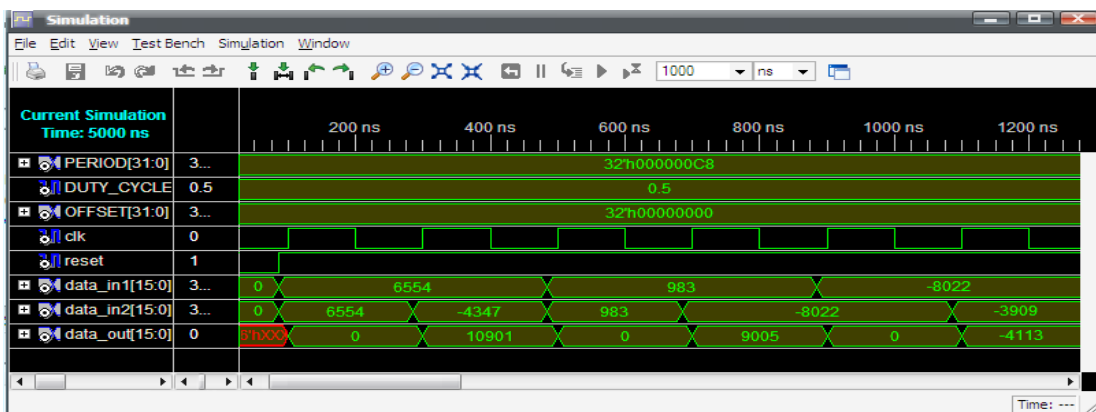 Simulation
File Edit View Test Bench Simulation Window
1000 ns
Current Simulation
Time: 5000 ns
200 ns 400 ns 600 ns 800 ns 1000 ns 1200 ns
PERIOD[31:0] 3... 32'h000000C8
DUTY_CYCLE 0.5 0.5
OFFSET[31:0] 3... 32'h00000000
clk 0
reset 1
data_in1[15:0] 3... 0 6554 983 -8022
data_in2[15:0] 3... 0 6554 -4347 983 -8022 -3909
data_out[15:0] 0 0 10901 0 9005 0 -4113
Time: ---